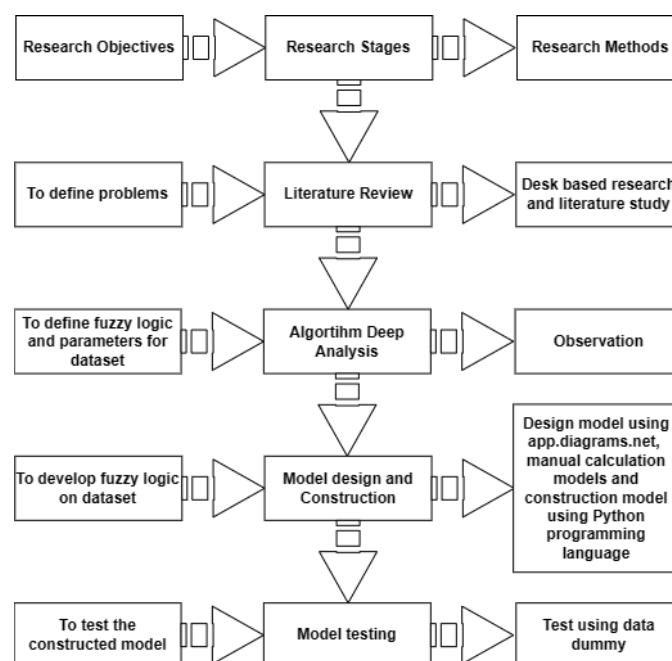 Research Objectives
Research Stages
Research Methods
To define problems
Literature Review
Desk based research
and literature study
To define fuzzy logic
and parameters for
dataset
Algortihm Deep
Analysis
Observation
To develop fuzzy logic
on dataset
Model design and
Construction
Design model using
app.diagrams.net,
manual calculation
models and
construction model
using Python
programming
language
To test the
constructed model
Model testing
Test using data
dummy